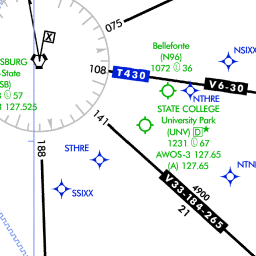 075
X
Bellefonte
(N96)
1072 36
NSIXX
SBURG
-State
SB)
57
127.525
108
T430
V6-30
NTHRE
STATE COLLEGE
University Park
(UNV) D★
1231 67
AWOS-3 127.65
(A) 127.65
141
188
STHRE
SSIXX
4900
V33-184-265
21